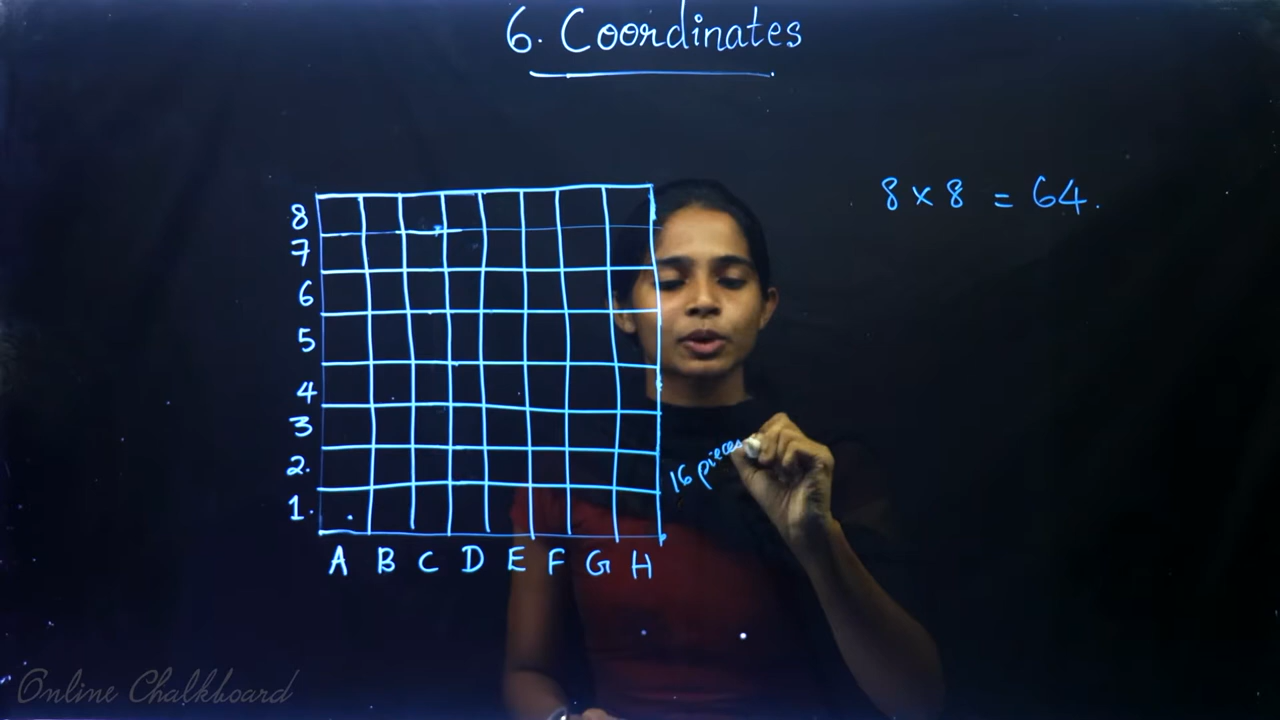 6. Coordinates
8 x 8 = 64.
8
7
6
5
4
3
2.
1.
16 pieces
A B C D E F G H
Online Chalkboard